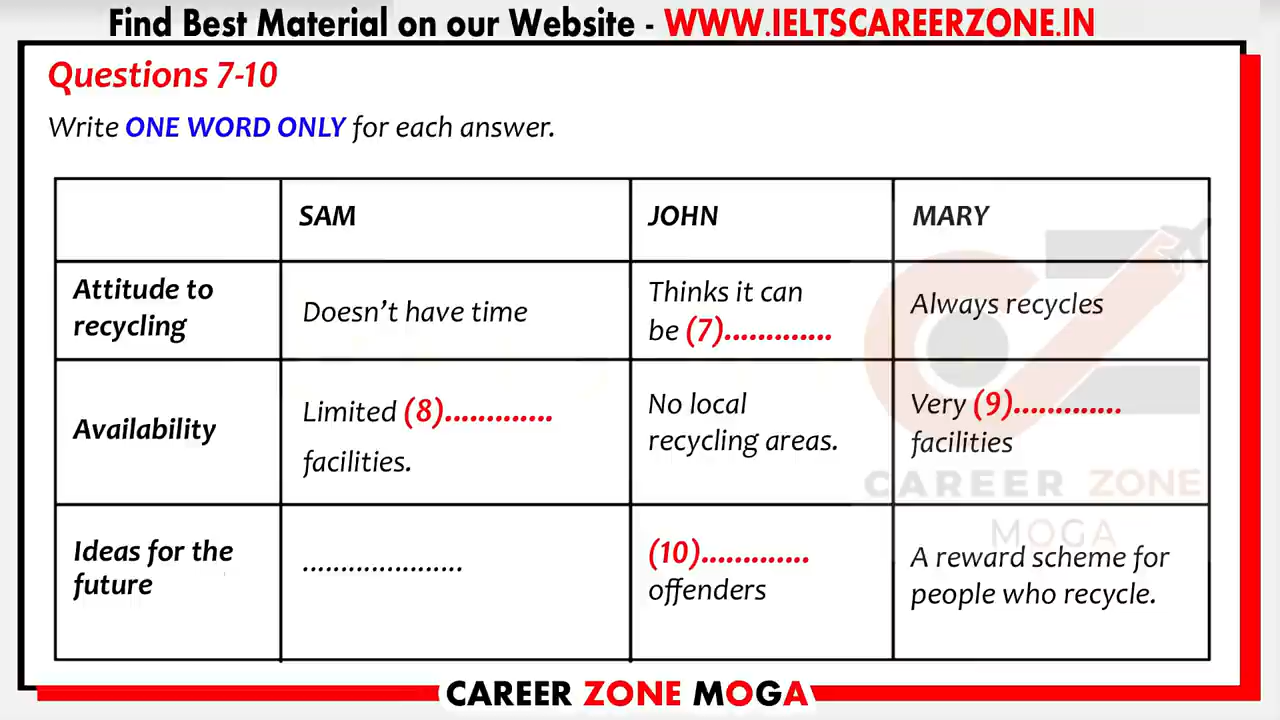 Find Best Material on our Website - WWW.IELTSCAREERZONE.IN
Questions 7-10
Write ONE WORD ONLY for each answer.
SAM
JOHN
MARY
Attitude to
recycling
Doesn't have time
Thinks it can
be (7).............
Always recycles
Availability
Limited (8).............
facilities.
No local
recycling areas.
Very (9).............
facilities
CAREER ZONE
MOGA
Ideas for the
future
.....................
(10).............
offenders
A reward scheme for
people who recycle.
CAREER ZONE MOGA